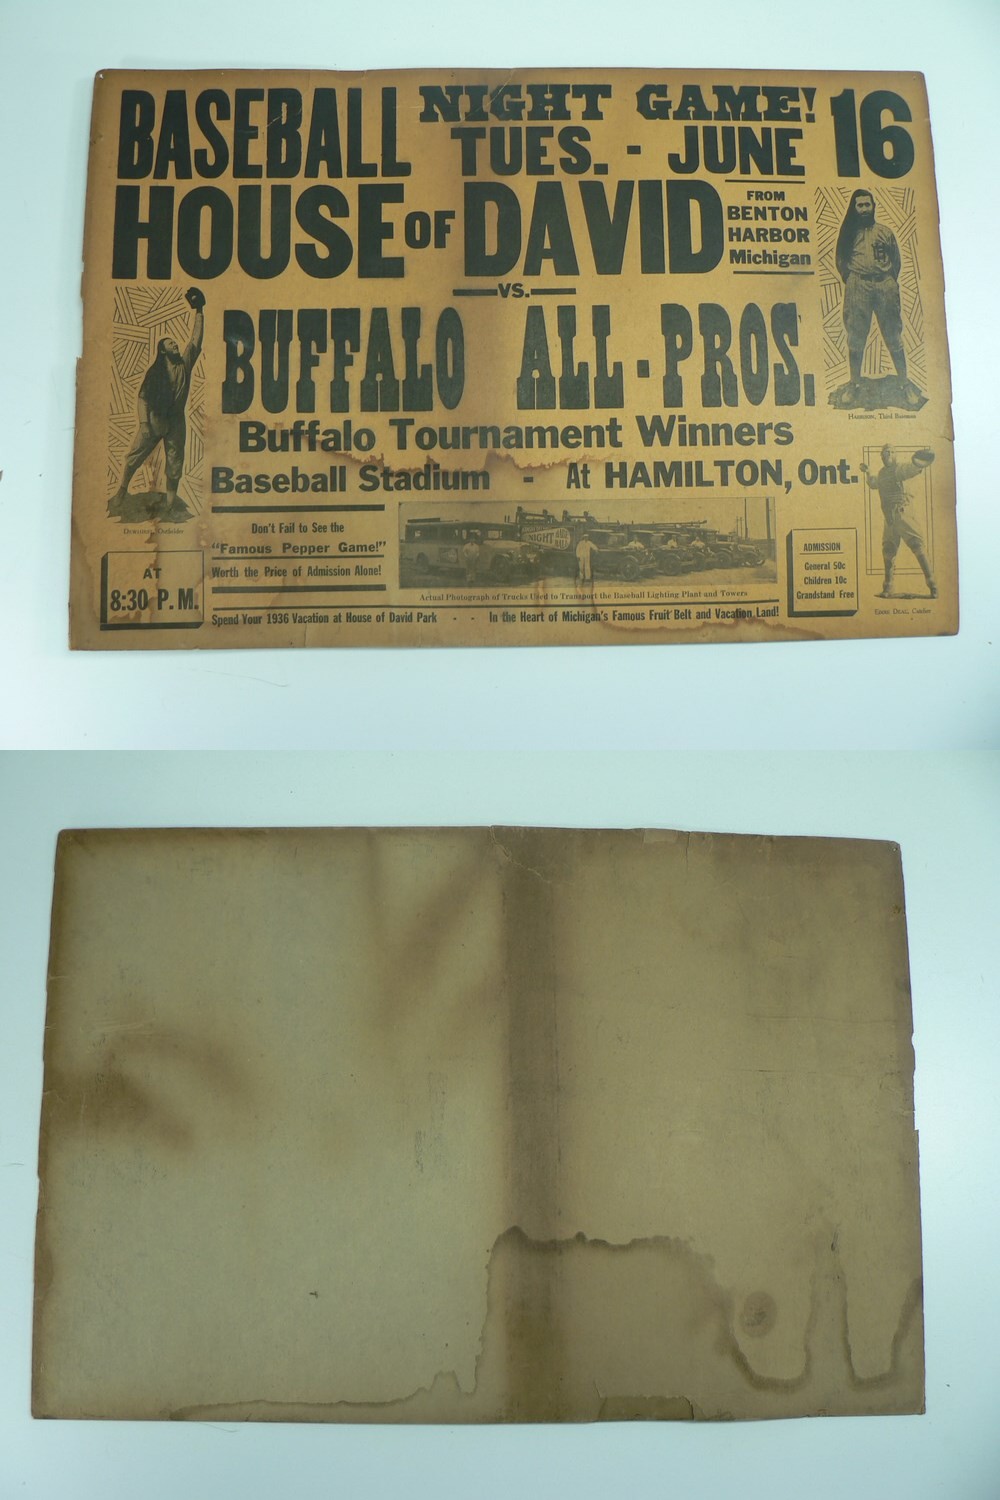 BASEBALL NIGHT GAME! 16
TUES. - JUNE
HOUSE OF DAVID
FROM
BENTON
HARBOR
Michigan
VS.
BUFFALO ALL-PROS.
Buffalo Tournament Winners
Baseball Stadium - At HAMILTON, Ont.
Third Baseman
Outfielder
Don't Fail to See the
"Famous Pepper Game!"
Worth the Price of Admission Alone!
NIGHT
Actual Photograph of Trucks Used to Transport the Baseball Lighting Plant and Towers
AT
8:30 P.M.
ADMISSION
General 50c
Children 10c
Grandstand Free
Spend Your 1936 Vacation at House of David Park - - In the Heart of Michigan's Famous Fruit Belt and Vacation Land!